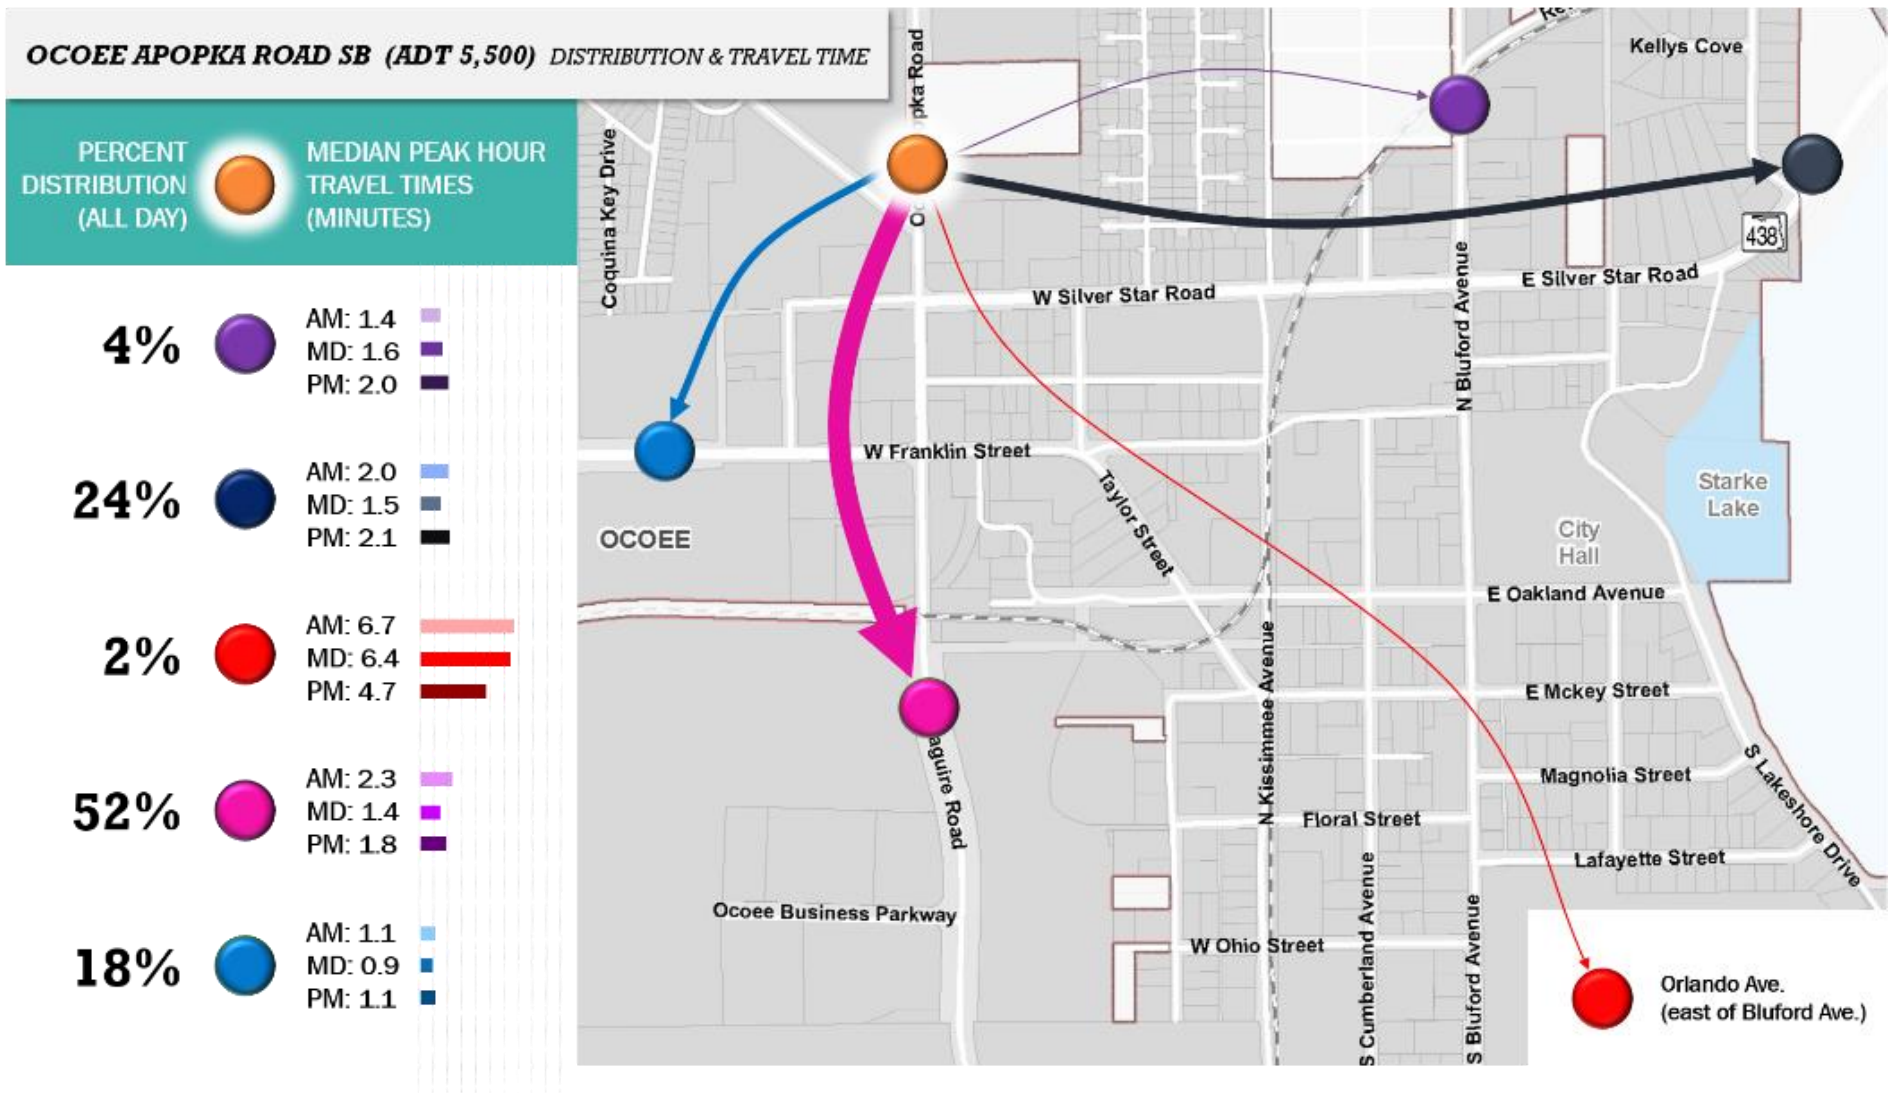 OCOEE APOPKA ROAD SB (ADT 5,500) DISTRIBUTION & TRAVEL TIME
PERCENT
DISTRIBUTION
(ALL DAY)
MEDIAN PEAK HOUR
TRAVEL TIMES
(MINUTES)
4%
AM: 1.4
MD: 1.6
PM: 2.0
24%
AM: 2.0
MD: 1.5
PM: 2.1
2%
AM: 6.7
MD: 6.4
PM: 4.7
52%
AM: 2.3
MD: 1.4
PM: 1.8
18%
AM: 1.1
MD: 0.9
PM: 1.1
Kellys Cove
pka Road
Coquina Key Drive
438
W Silver Star Road
E Silver Star Road
N Bluford Avenue
W Franklin Street
Taylor Street
OCOEE
Starke
Lake
City
Hall
E Oakland Avenue
N Kissimmee Avenue
E Mckey Street
aguire Road
Magnolia Street
S Lakeshore Drive
Floral Street
Lafayette Street
Ocoee Business Parkway
W Ohio Street
S Cumberland Avenue
S Bluford Avenue
Orlando Ave.
(east of Bluford Ave.)